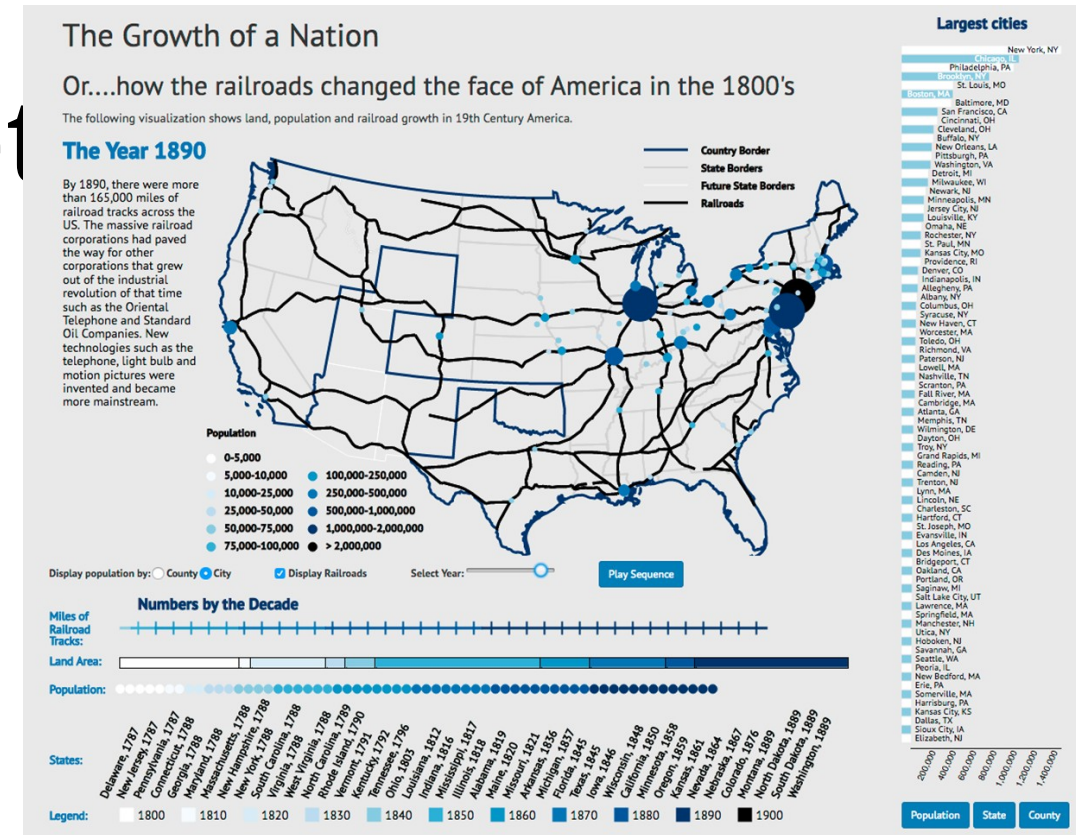 The Growth of a Nation
Or....how the railroads changed the face of America in the 1800's
The following visualization shows land, population and railroad growth in 19th Century America.
The Year 1890
By 1890, there were more
than 165,000 miles of
railroad tracks across the
US. The massive railroad
corporations had paved
the way for other
corporations that grew
out of the industrial
revolution of that time
such as the Oriental
Telephone and Standard
Oil Companies. New
technologies such as the
telephone, light bulb and
motion pictures were
invented and became
more mainstream.
Country Border
State Borders
Future State Borders
Railroads
Population
0-5,000
5,000-10,000
10,000-25,000
25,000-50,000
50,000-75,000
75,000-100,000
100,000-250,000
250,000-500,000
500,000-1,000,000
1,000,000-2,000,000
> 2,000,000
Display population by: County City
Display Railroads
Select Year:
Play Sequence
Numbers by the Decade
Miles of
Railroad
Tracks:
Land Area:
Population:
States:
Delaware, 1787
New Jersey, 1787
Pennsylvania, 1787
Connecticut, 1788
Georgia, 1788
Maryland, 1788
Massachusetts, 1788
New Hampshire, 1788
New York, 1788
South Carolina, 1788
Virginia, 1788
West Virginia, 1788
North Carolina, 1789
Rhode Island, 1790
Vermont, 1791
Kentucky, 1792
Tennessee, 1796
Ohio, 1803
Louisiana, 1812
Indiana, 1816
Mississippi, 1817
Illinois, 1818
Alabama, 1819
Maine, 1820
Missouri, 1821
Arkansas, 1836
Michigan, 1837
Florida, 1845
Texas, 1845
Iowa, 1846
Wisconsin, 1848
California, 1850
Minnesota, 1858
Oregon, 1859
Kansas, 1861
Nevada, 1864
Nebraska, 1867
Colorado, 1876
Montana, 1889
North Dakota, 1889
South Dakota, 1889
Washington, 1889
Legend: 1800 1810 1820 1830 1840 1850 1860 1870 1880 1890 1900
Largest cities
New York, NY
Chicago, IL
Philadelphia, PA
Brooklyn, NY
St. Louis, MO
Boston, MA
Baltimore, MD
San Francisco, CA
Cincinnati, OH
Cleveland, OH
Buffalo, NY
New Orleans, LA
Pittsburgh, PA
Washington, VA
Detroit, MI
Milwaukee, WI
Newark, NJ
Minneapolis, MN
Jersey City, NJ
Louisville, KY
Omaha, NE
Rochester, NY
St. Paul, MN
Kansas City, MO
Providence, RI
Denver, CO
Indianapolis, IN
Allegheny, PA
Albany, NY
Columbus, OH
Syracuse, NY
New Haven, CT
Worcester, MA
Toledo, OH
Richmond, VA
Paterson, NJ
Lowell, MA
Nashville, TN
Scranton, PA
Fall River, MA
Cambridge, MA
Atlanta, GA
Memphis, TN
Wilmington, DE
Dayton, OH
Troy, NY
Grand Rapids, MI
Reading, PA
Camden, NJ
Trenton, NJ
Lynn, MA
Lincoln, NE
Charleston, SC
Hartford, CT
St. Joseph, MO
Evansville, IN
Los Angeles, CA
Des Moines, IA
Bridgeport, CT
Oakland, CA
Portland, OR
Saginaw, MI
Salt Lake City, UT
Lawrence, MA
Springfield, MA
Manchester, NH
Utica, NY
Hoboken, NJ
Savannah, GA
Seattle, WA
Peoria, IL
New Bedford, MA
Erie, PA
Somerville, MA
Harrisburg, PA
Kansas City, KS
Dallas, TX
Sioux City, IA
Elizabeth, NJ
200,000
400,000
600,000
800,000
1,000,000
1,200,000
1,400,000
Population
State
County